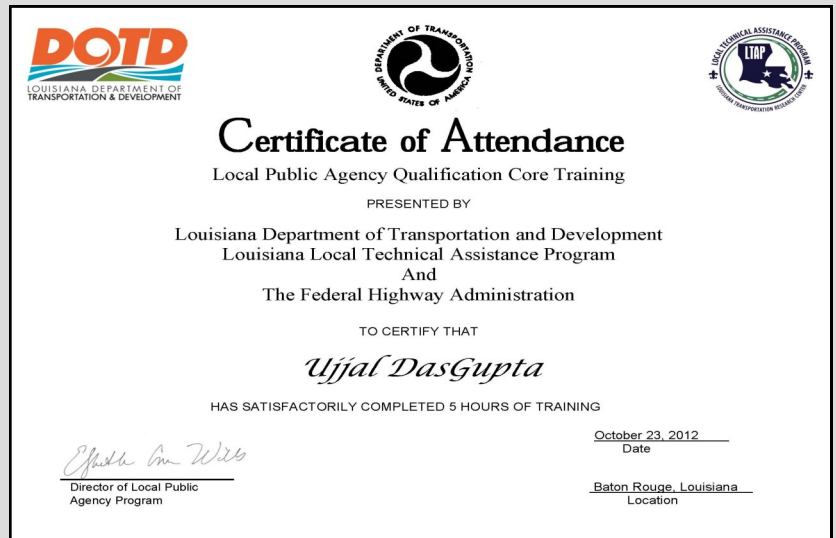 DOTD
LOUISIANA DEPARTMENT OF
TRANSPORTATION & DEVELOPMENT
DEPARTMENT OF TRANSPORTATION
UNITED STATES OF AMERICA
LOCAL TECHNICAL ASSISTANCE PROGRAM
LTAP
LOUISIANA TRANSPORTATION RESEARCH CENTER
Certificate of Attendance
Local Public Agency Qualification Core Training
PRESENTED BY
Louisiana Department of Transportation and Development
Louisiana Local Technical Assistance Program
And
The Federal Highway Administration
TO CERTIFY THAT
Ujjal DasGupta
HAS SATISFACTORILY COMPLETED 5 HOURS OF TRAINING
October 23, 2012
Date
Director of Local Public
Agency Program
Baton Rouge, Louisiana
Location